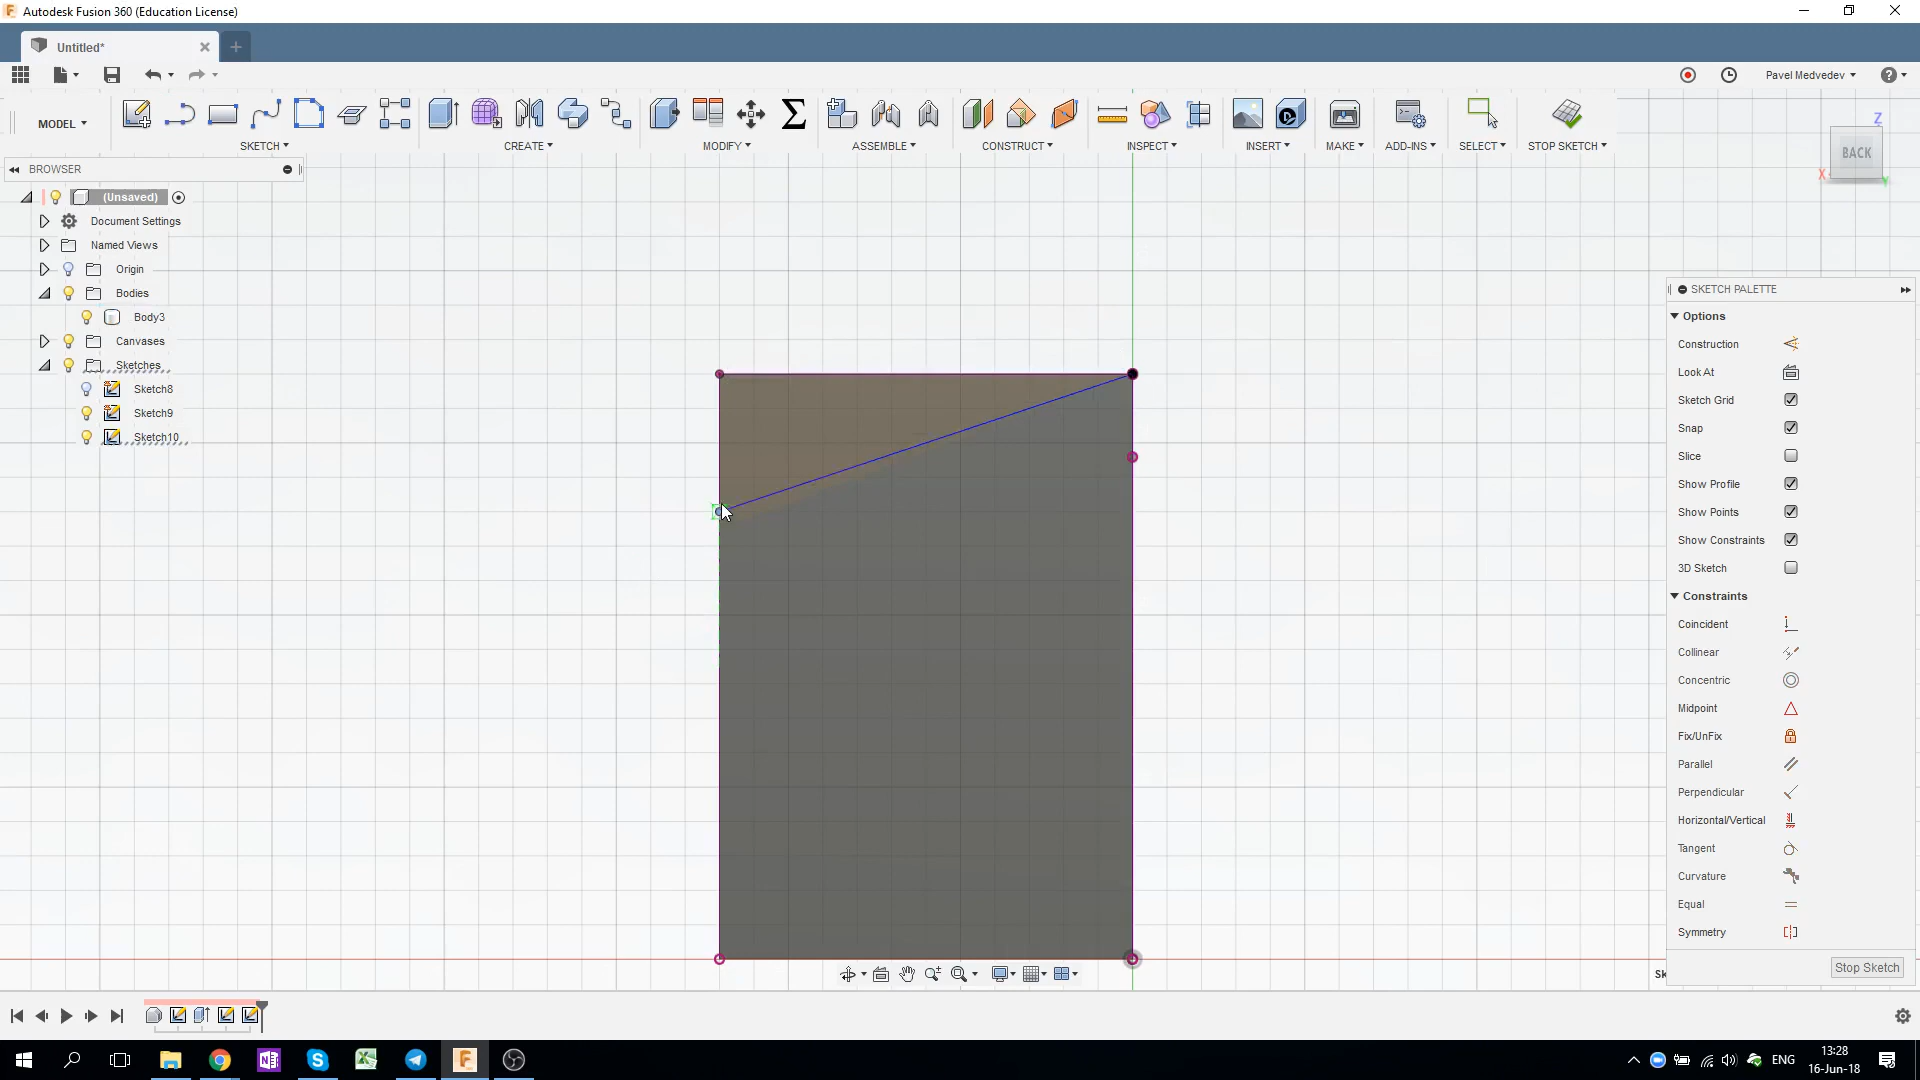 Autodesk Fusion 360 (Education License)
Untitled*
Pavel Medvedev
MODEL
SKETCH
CREATE
MODIFY
ASSEMBLE
CONSTRUCT
INSPECT
INSERT
MAKE
ADD-INS
SELECT
STOP SKETCH
Z
BACK
X
Y
BROWSER
(Unsaved)
Document Settings
Named Views
Origin
Bodies
Body3
Canvases
Sketches
Sketch8
Sketch9
Sketch10
SKETCH PALETTE
Options
Construction
Look At
Sketch Grid
Snap
Slice
Show Profile
Show Points
Show Constraints
3D Sketch
Constraints
Coincident
Collinear
Concentric
Midpoint
Fix/UnFix
Parallel
Perpendicular
Horizontal/Vertical
Tangent
Curvature
Equal
Symmetry
Stop Sketch
Sk
ENG
13:28
16-Jun-18